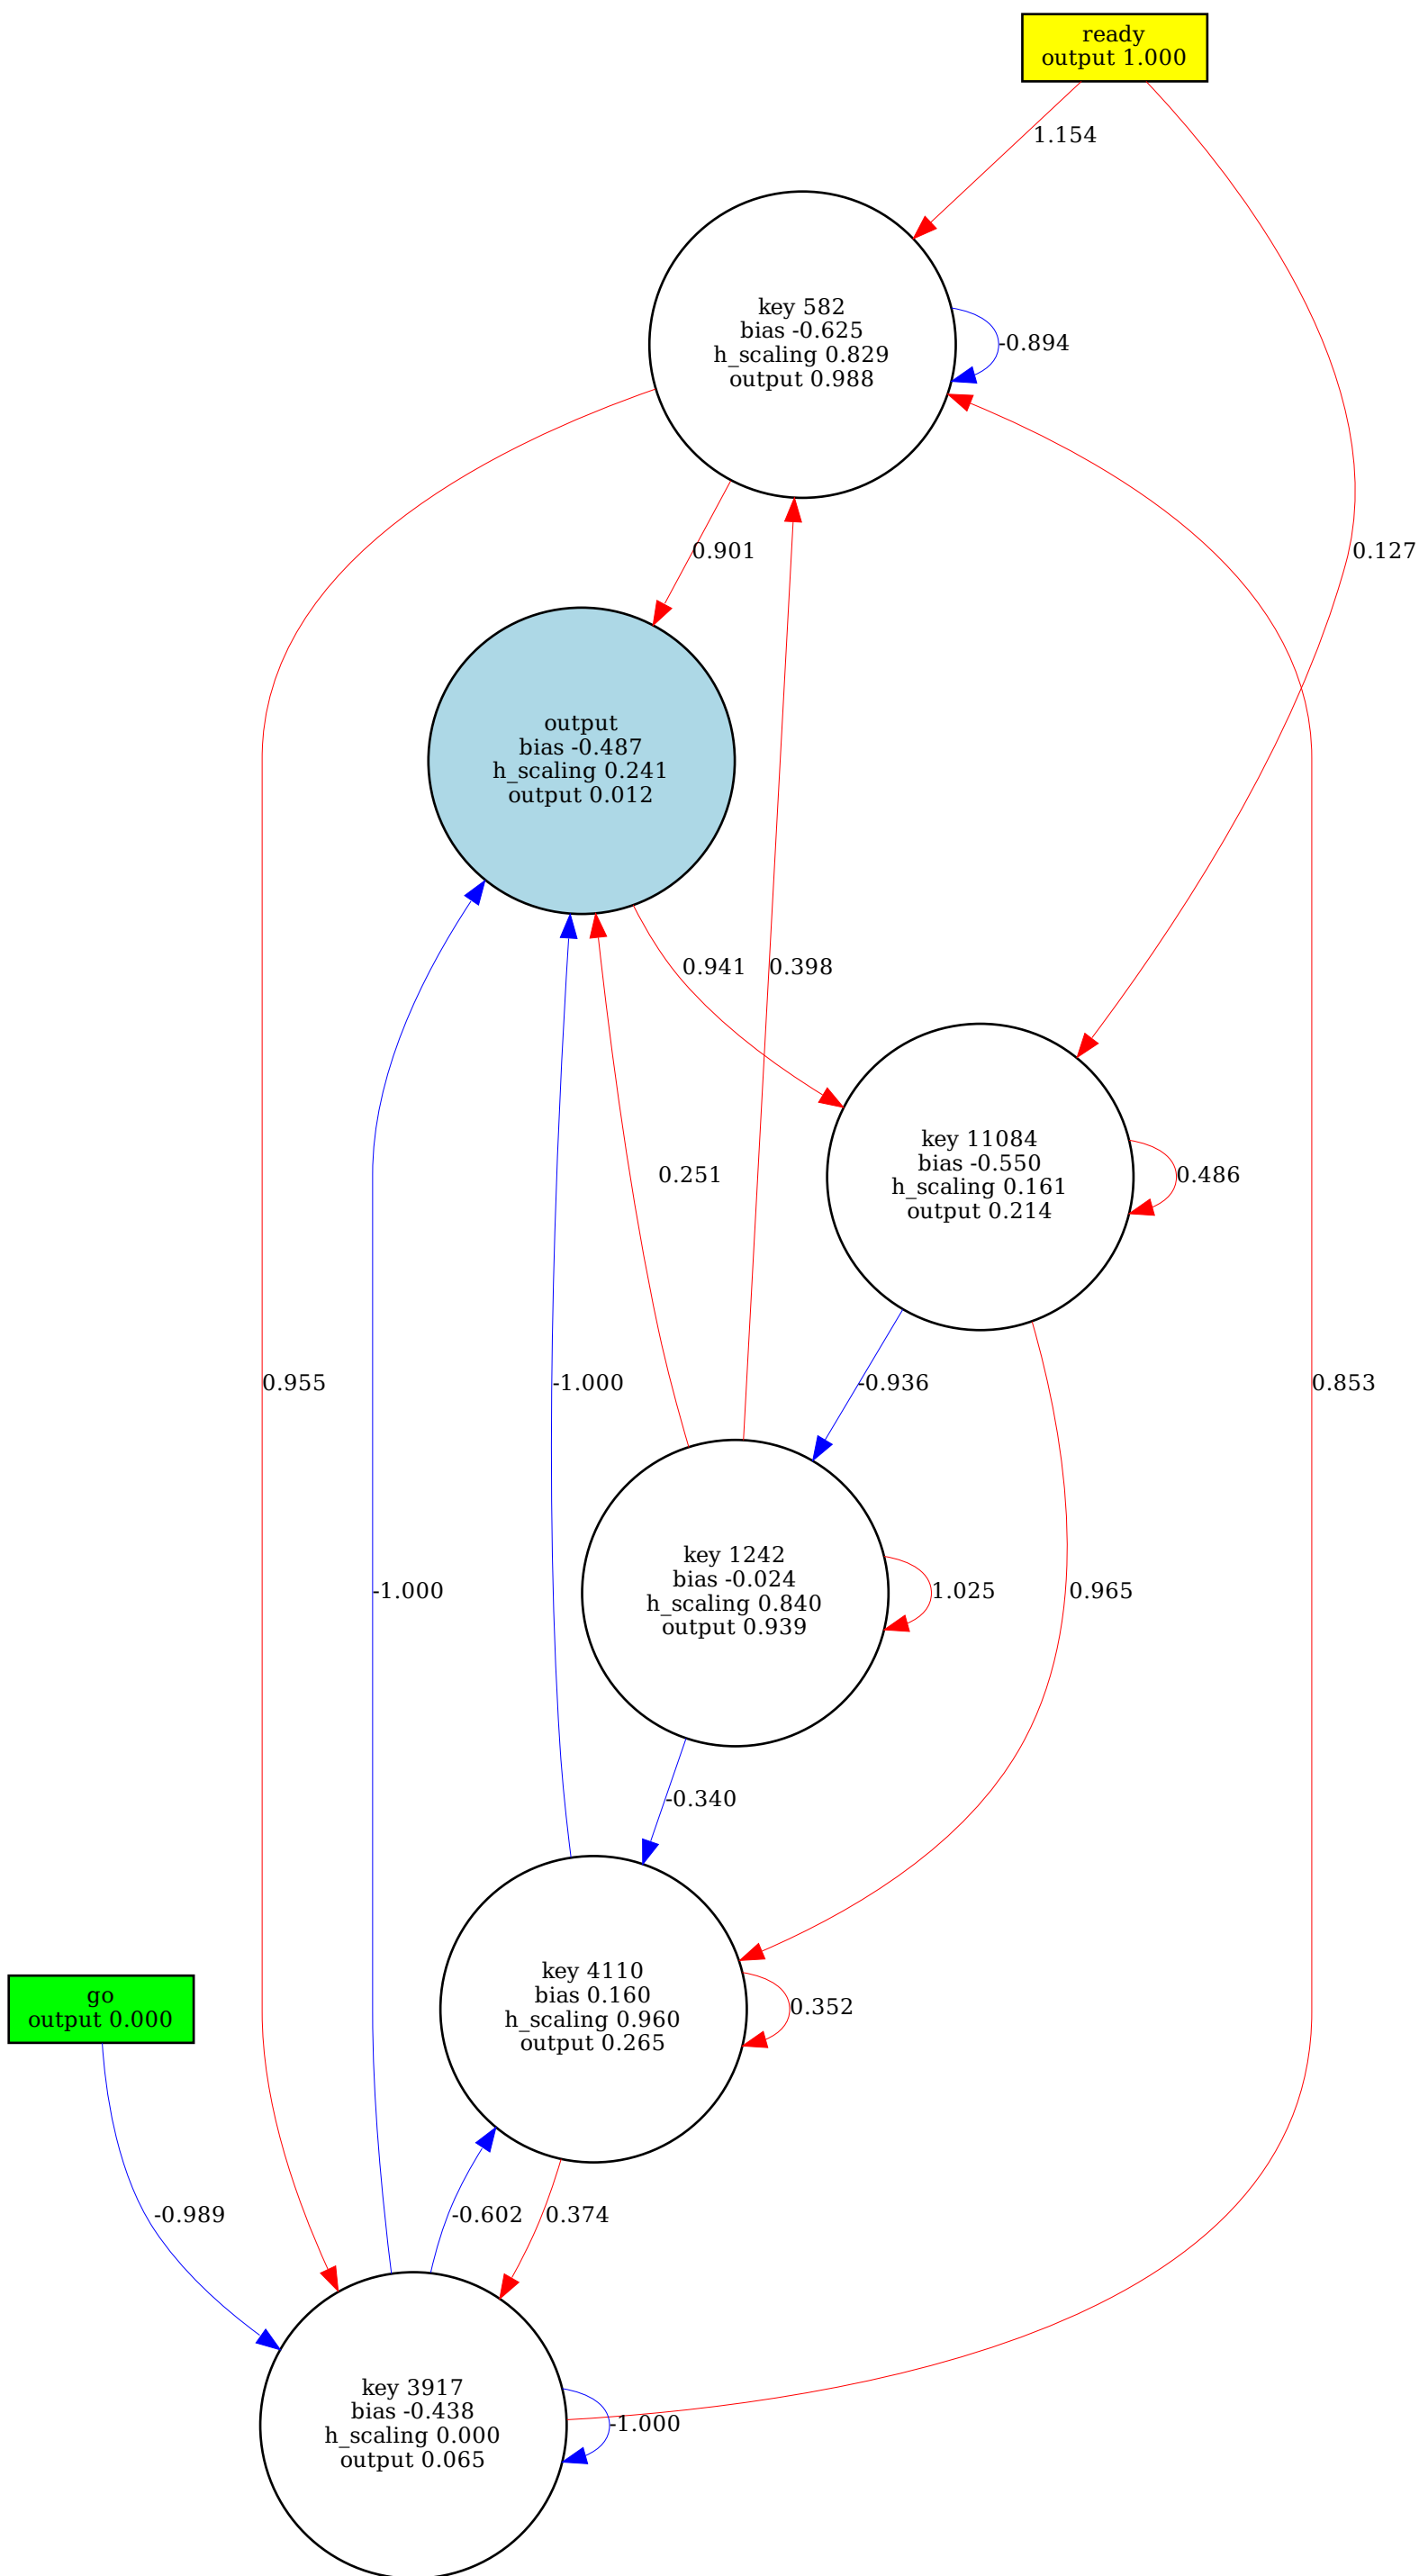 ready
output 1.000
1.154
key 582
bias -0.625
h_scaling 0.829
output 0.988
-0.894
0.901
0.127
output
bias -0.487
h_scaling 0.241
output 0.012
0.941
0.398
key 11084
bias -0.550
h_scaling 0.161
output 0.214
0.251
0.486
0.955
-1.000
-0.936
0.853
key 1242
bias -0.024
h_scaling 0.840
output 0.939
-1.000
1.025
0.965
-0.340
key 4110
bias 0.160
h_scaling 0.960
output 0.265
go
output 0.000
0.352
-0.989
-0.602
0.374
key 3917
bias -0.438
h_scaling 0.000
output 0.065
-1.000